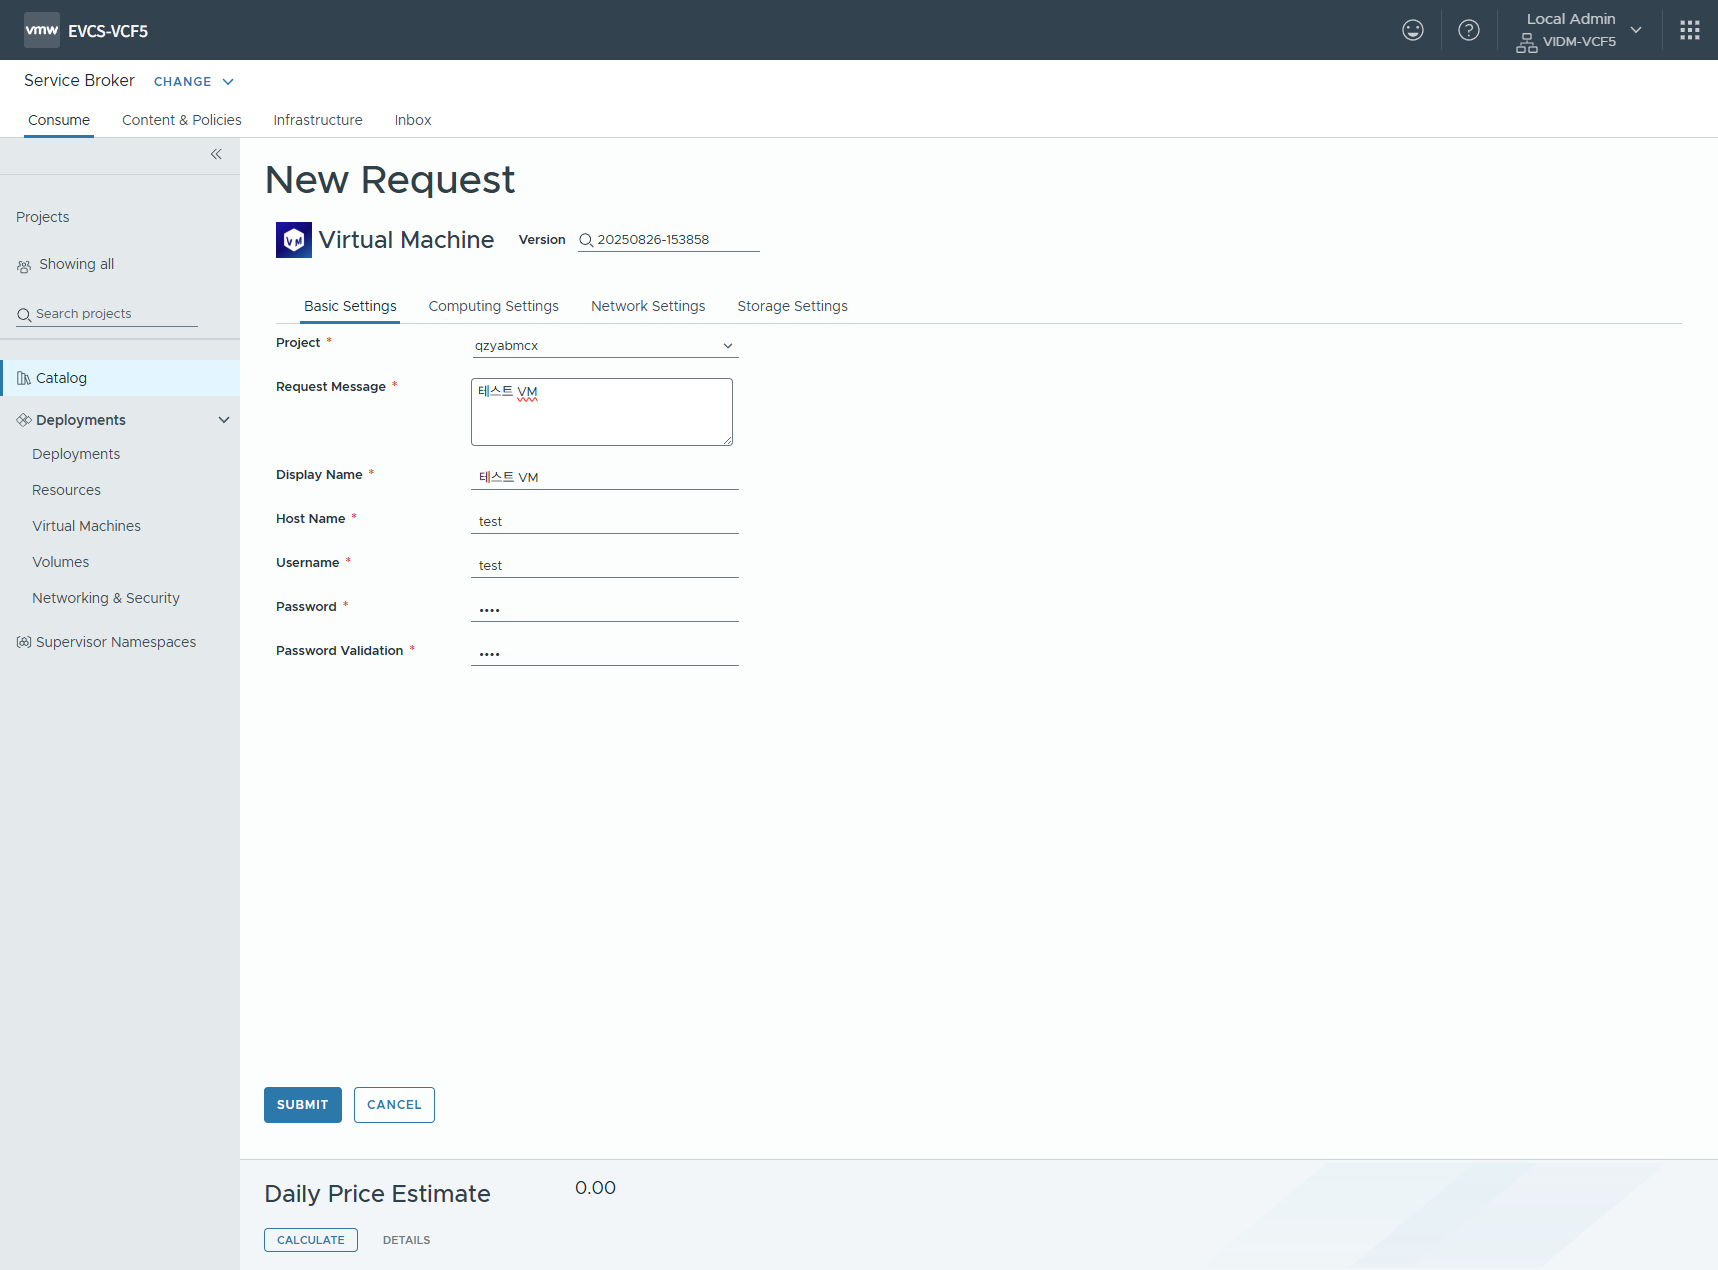 vmw EVCS-VCF5
Local Admin
VIDM-VCF5
Service Broker CHANGE
Consume Content & Policies Infrastructure Inbox
Projects
Showing all
Search projects
Catalog
Deployments
Deployments
Resources
Virtual Machines
Volumes
Networking & Security
Supervisor Namespaces
New Request
VM Virtual Machine Version 20250826-153858
Basic Settings Computing Settings Network Settings Storage Settings
Project * qzyabmcx
Request Message * 테스트 VM
Display Name * 테스트 VM
Host Name * test
Username * test
Password * ••••
Password Validation * ••••
SUBMIT CANCEL
Daily Price Estimate 0.00
CALCULATE DETAILS